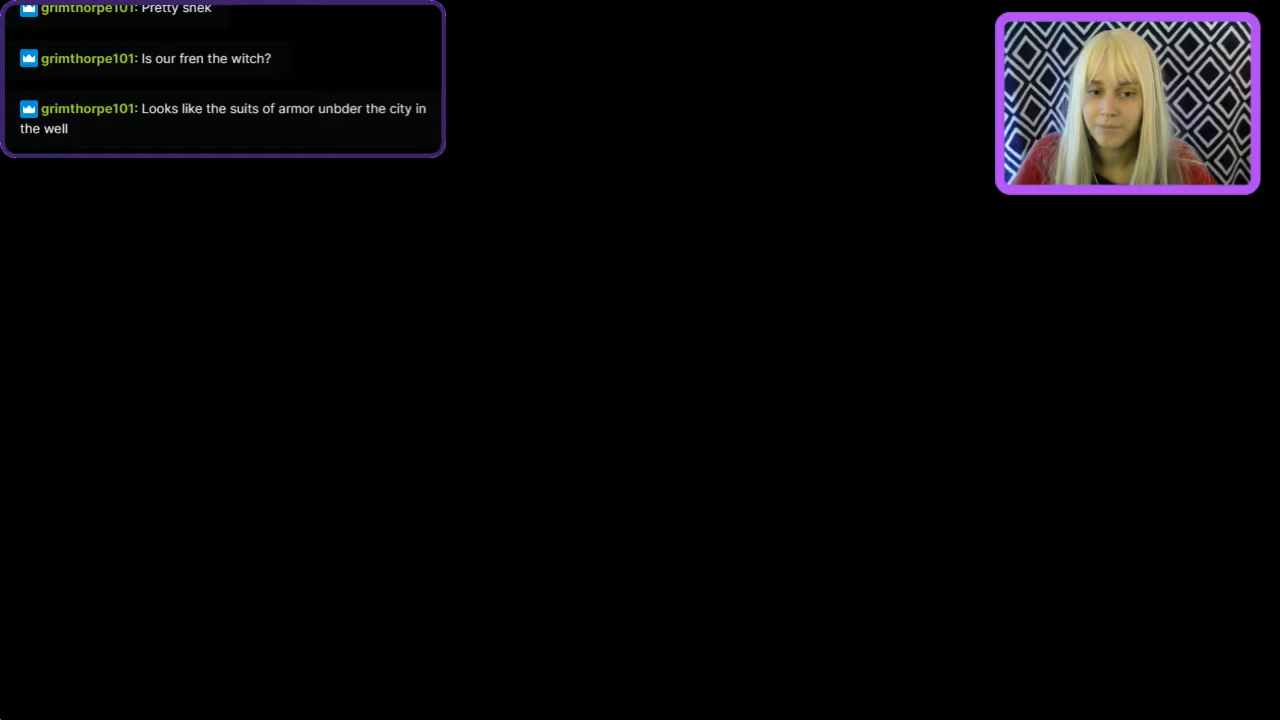 grimthorpe101: Pretty snek
grimthorpe101: Is our fren the witch?
grimthorpe101: Looks like the suits of armor unbder the city in
the well